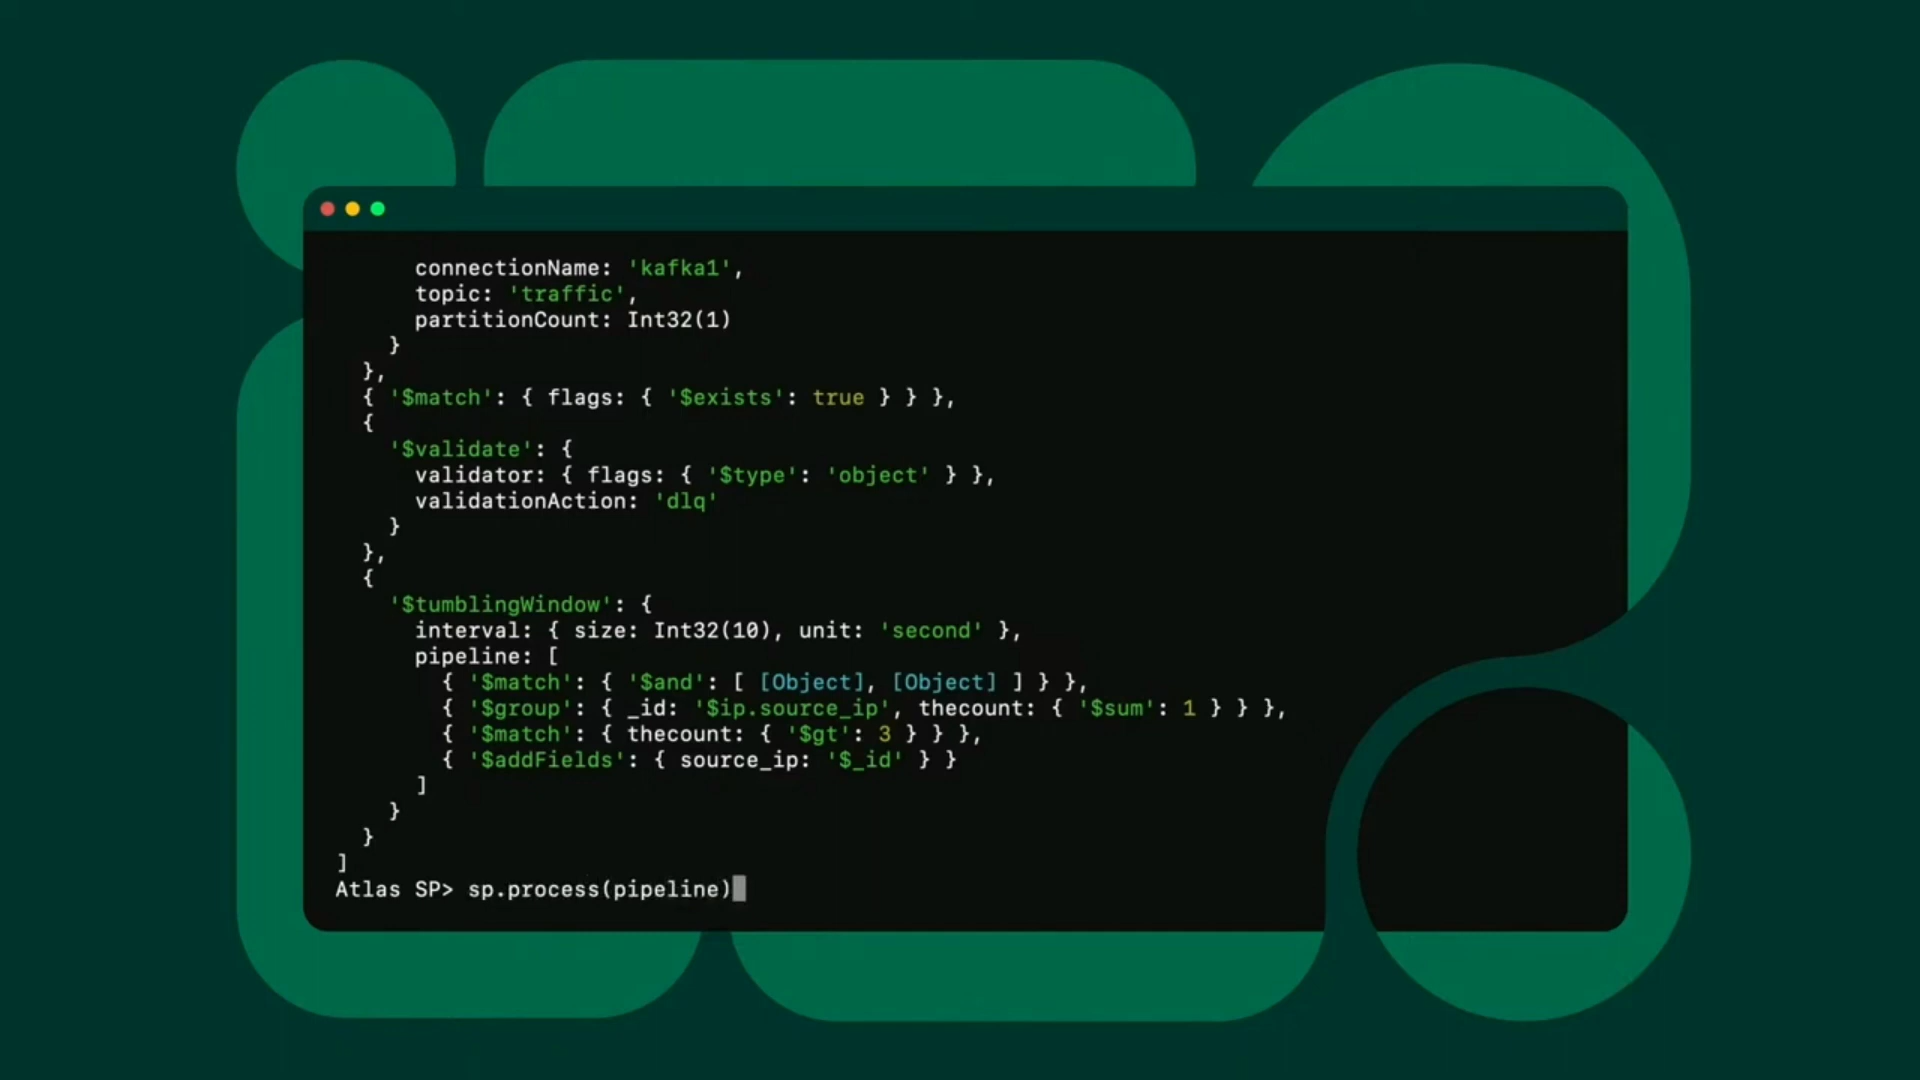 connectionName: 'kafka1',
topic: 'traffic',
partitionCount: Int32(1)
}
},
{ '$match': { flags: { '$exists': true } } },
{
'$validate': {
validator: { flags: { '$type': 'object' } },
validationAction: 'dlq'
}
},
{
'$tumblingWindow': {
interval: { size: Int32(10), unit: 'second' },
pipeline: [
{ '$match': { '$and': [ [Object], [Object] ] } },
{ '$group': { _id: '$ip.source_ip', thecount: { '$sum': 1 } } },
{ '$match': { thecount: { '$gt': 3 } } },
{ '$addFields': { source_ip: '$_id' } }
]
}
}
]
Atlas SP> sp.process(pipeline)